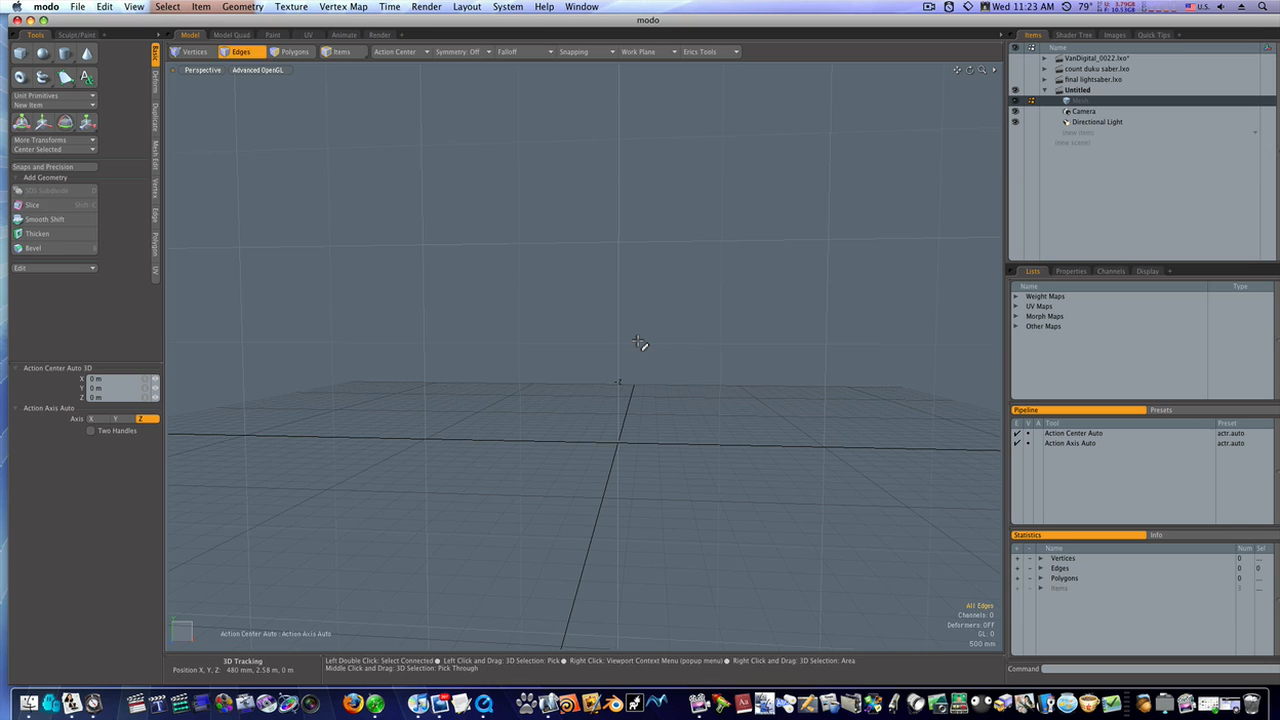 modo File Edit View Select Item Geometry Texture Vertex Map Time Render Layout System Help Window
Wed 11:23 AM 79° U.S.
modo
Tools Sculpt/Paint
Model Model Quad Paint UV Animate Render
Items Shader Tree Images Quick Tips
Vertices Edges Polygons Items Action Center Symmetry: Off Falloff Snapping Work Plane Erics Tools
Perspective Advanced OpenGL
Name
VanDigital_0022.lxo*
count duku saber.lxo
final lightsaber.lxo
Untitled
Mesh
Camera
Directional Light
(new item)
(new scene)
Basic
Deform
Duplicate
Mesh Edit
Vertex
Edge
Polygon
UV
Unit Primitives
New Item
More Transforms
Center Selected
Snaps and Precision
Add Geometry
SDS Subdivide D
Slice Shift-C
Smooth Shift
Thicken
Bevel B
Edit
Action Center Auto 3D
X 0 m
Y 0 m
Z 0 m
Action Axis Auto
Axis X Y Z
Two Handles
-Z
Lists Properties Channels Display
Name Type
Weight Maps
UV Maps
Morph Maps
Other Maps
Pipeline Presets
E V A Tool Preset
Action Center Auto actr.auto
Action Axis Auto actr.auto
Statistics Info
Name Num Sel
Vertices 0 ...
Edges 0 0
Polygons 0 ...
Items
All Edges
Channels: 0
Deformers: OFF
GL: 0
500 mm
Action Center Auto : Action Axis Auto
3D Tracking
Position X, Y, Z: 480 mm, 2.58 m, 0 m
Left Double Click: Select Connected Left Click and Drag: 3D Selection: Pick Right Click: Viewport Context Menu (popup menu) Right Click and Drag: 3D Selection: Area
Middle Click and Drag: 3D Selection: Pick Through
Command